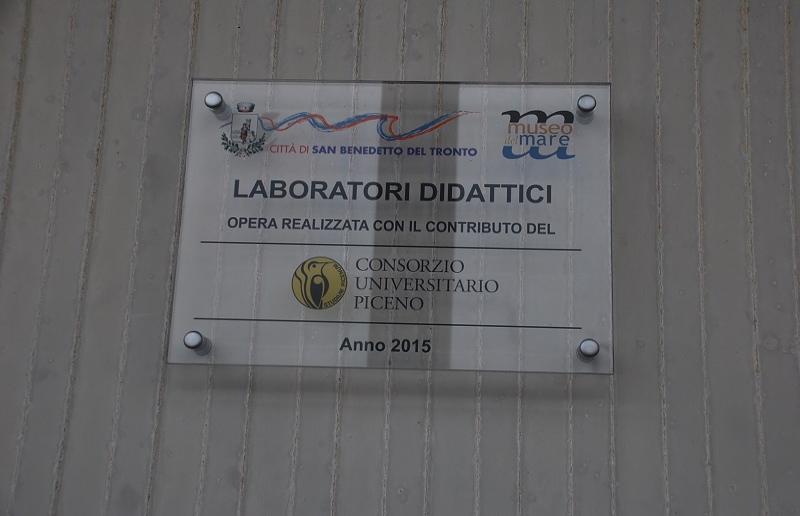 CITTÀ DI SAN BENEDETTO DEL TRONTO
museo
del mare
LABORATORI DIDATTICI
OPERA REALIZZATA CON IL CONTRIBUTO DEL
CONSORZIO
UNIVERSITARIO
PICENO
Anno 2015